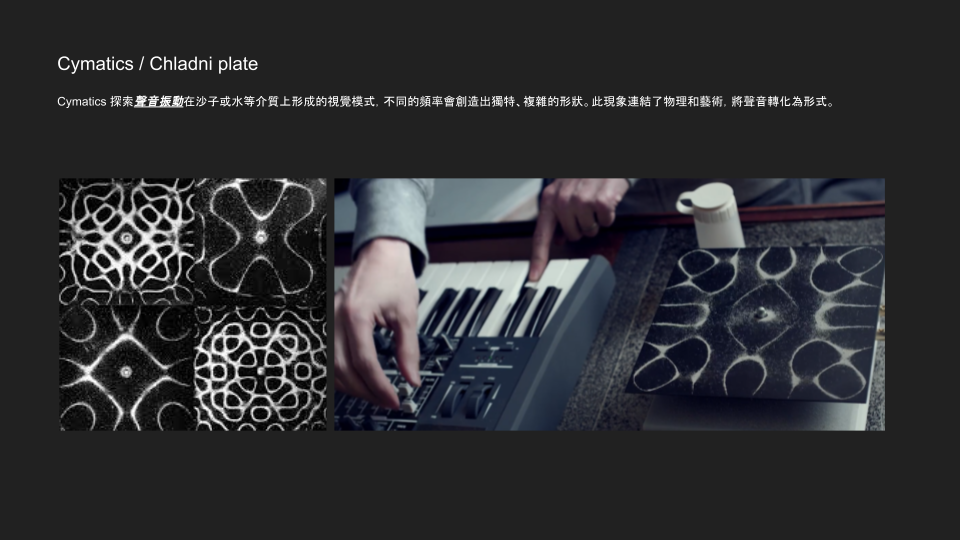 Cymatics / Chladni plate
Cymatics 探索聲音振動在沙子或水等介質上形成的視覺模式, 不同的頻率會創造出獨特、複雜的形狀。此現象連結了物理和藝術, 將聲音轉化為形式。